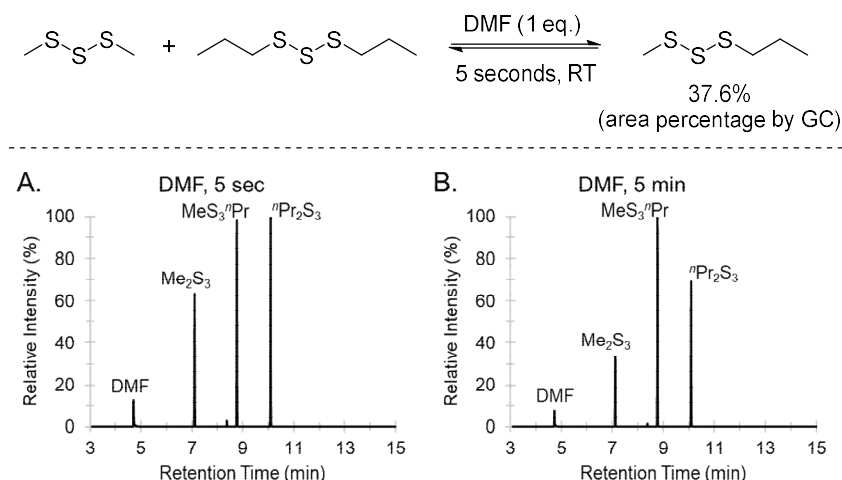 S S S + S S S DMF (1 eq.) S S S
5 seconds, RT
37.6%
(area percentage by GC)
A. DMF, 5 sec
MeS₃ⁿPr ⁿPr₂S₃
Me₂S₃
DMF
Relative Intensity (%)
100
80
60
40
20
0
3 5 7 9 11 13 15
Retention Time (min)
B. DMF, 5 min
MeS₃ⁿPr
ⁿPr₂S₃
Me₂S₃
DMF
Relative Intensity (%)
100
80
60
40
20
0
3 5 7 9 11 13 15
Retention Time (min)